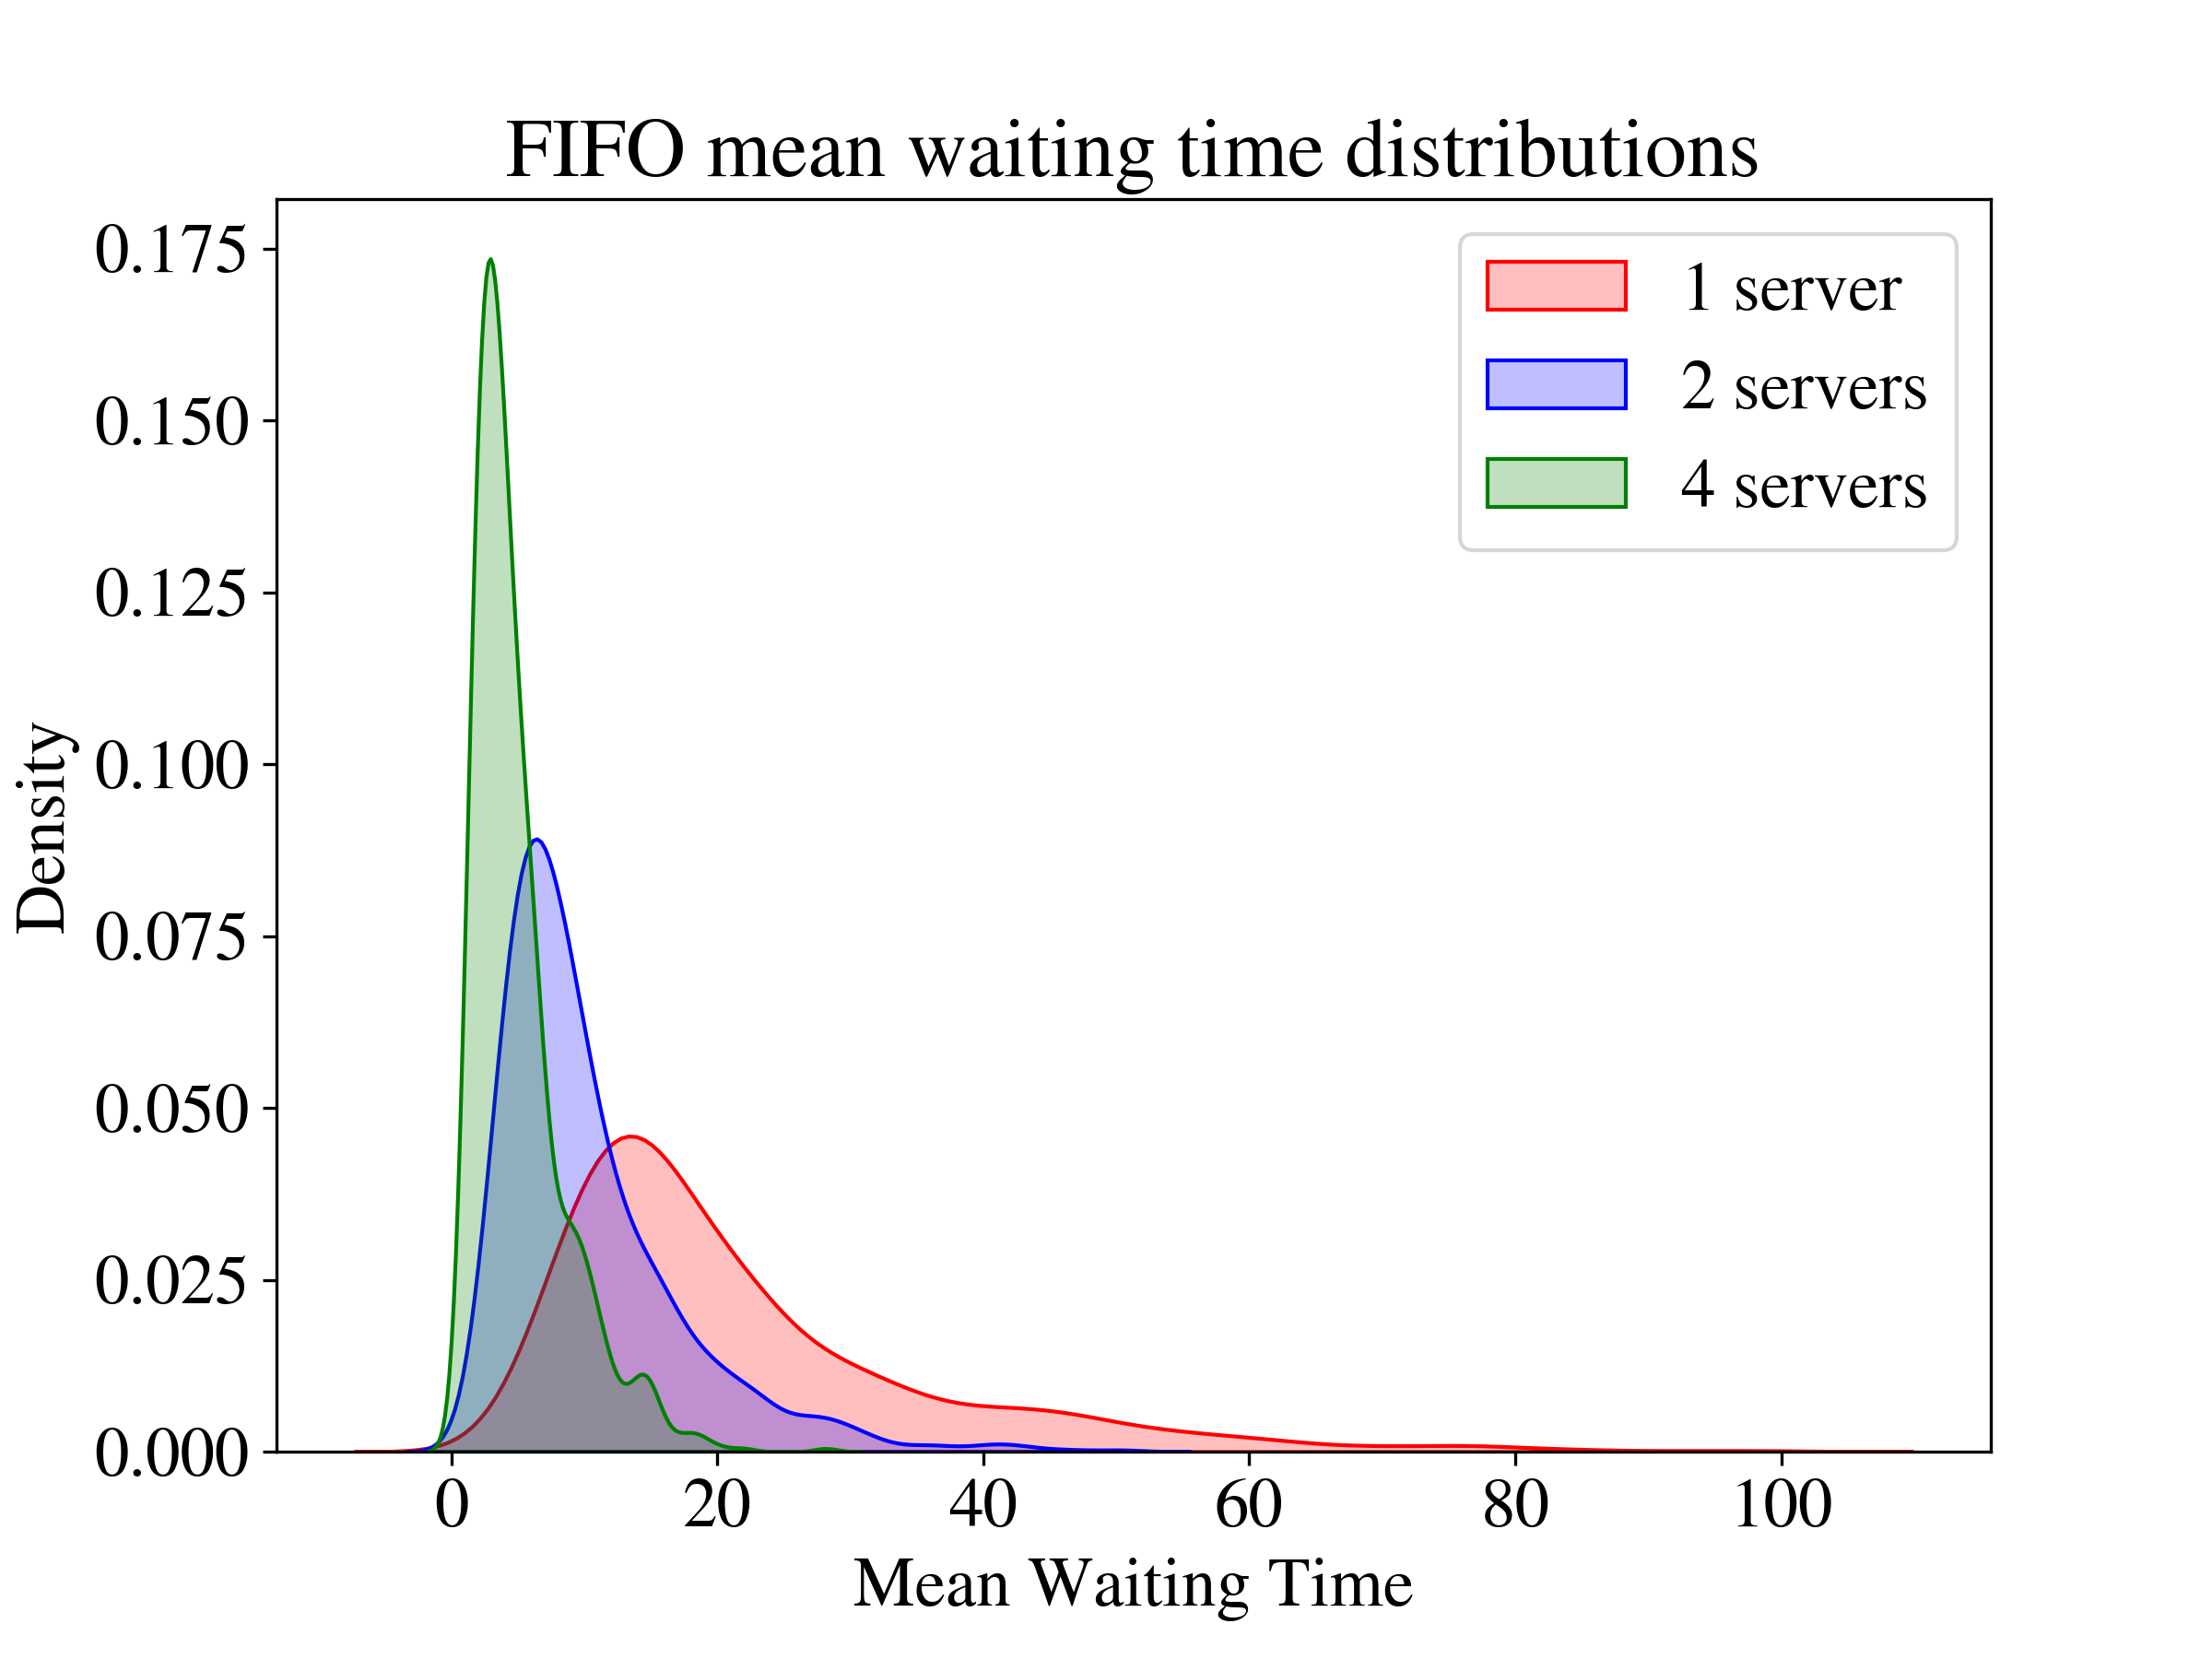 FIFO mean waiting time distributions
1 server
2 servers
4 servers
0.175
0.150
0.125
0.100
0.075
0.050
0.025
0.000
Density
0 20 40 60 80 100
Mean Waiting Time